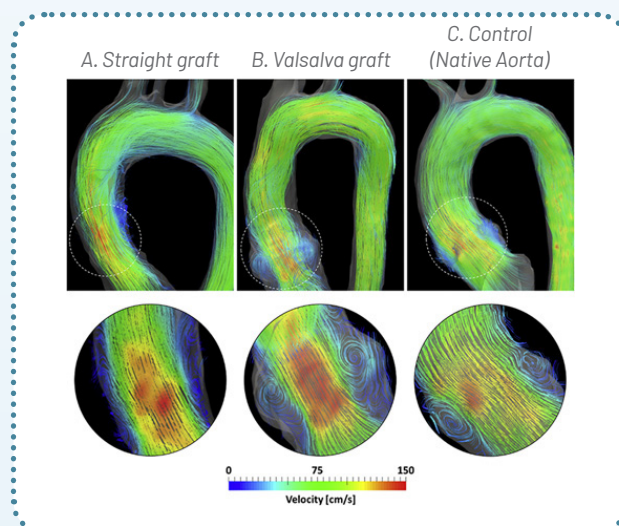 A. Straight graft
B. Valsalva graft
C. Control
(Native Aorta)
0
75
150
Velocity [cm/s]